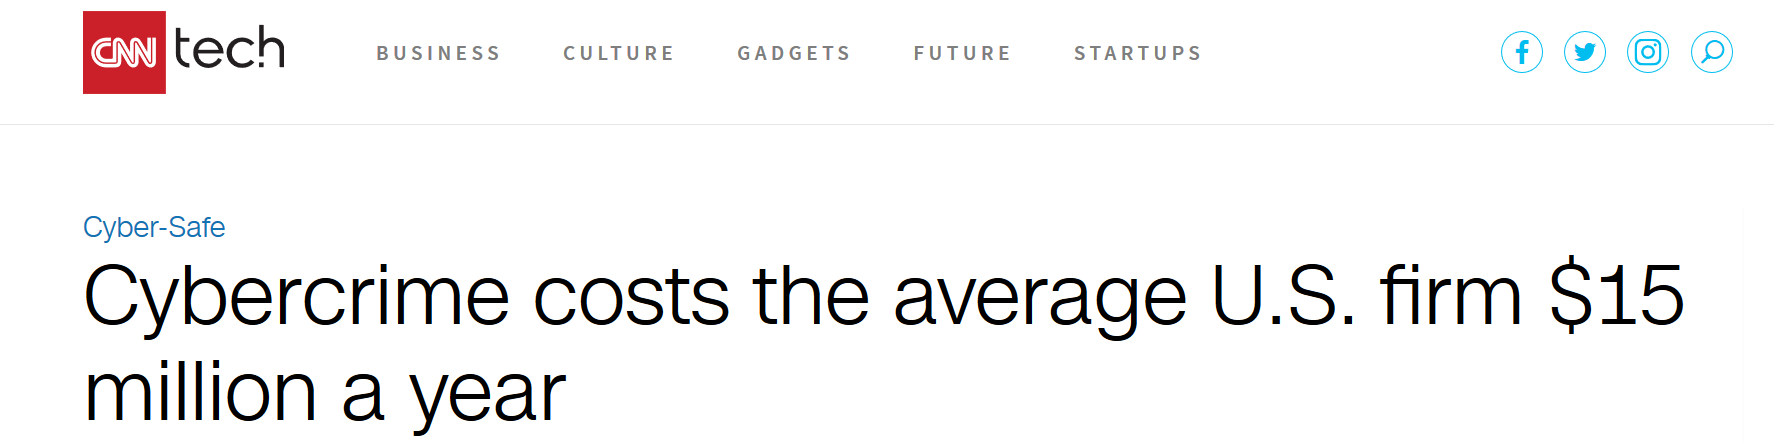 CNN tech BUSINESS CULTURE GADGETS FUTURE STARTUPS
Cyber-Safe
Cybercrime costs the average U.S. firm $15
million a year